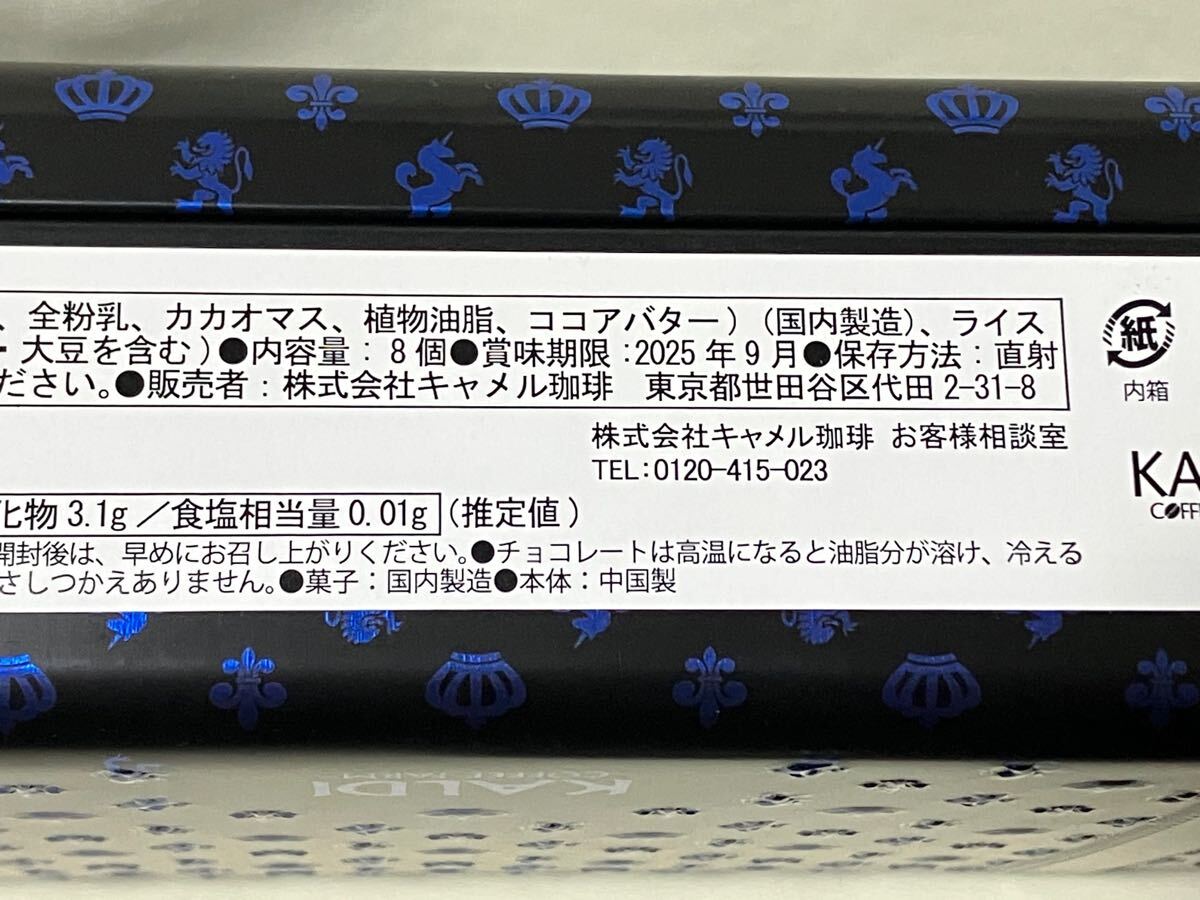 、全粉乳、カカオマス、植物油脂、ココアバター）（国内製造）、ライス
・大豆を含む）●内容量：8個●賞味期限：2025年9月●保存方法：直射
ださい。●販売者：株式会社キャメル珈琲　東京都世田谷区代田2-31-8
紙
内箱
株式会社キャメル珈琲 お客様相談室
TEL:0120-415-023
KA
COFF
化物 3.1g／食塩相当量 0.01g（推定値）
開封後は、早めにお召し上がりください。●チョコレートは高温になると油脂分が溶け、冷える
さしつかえありません。●菓子：国内製造●本体：中国製
KALDI
COFFEE FARM